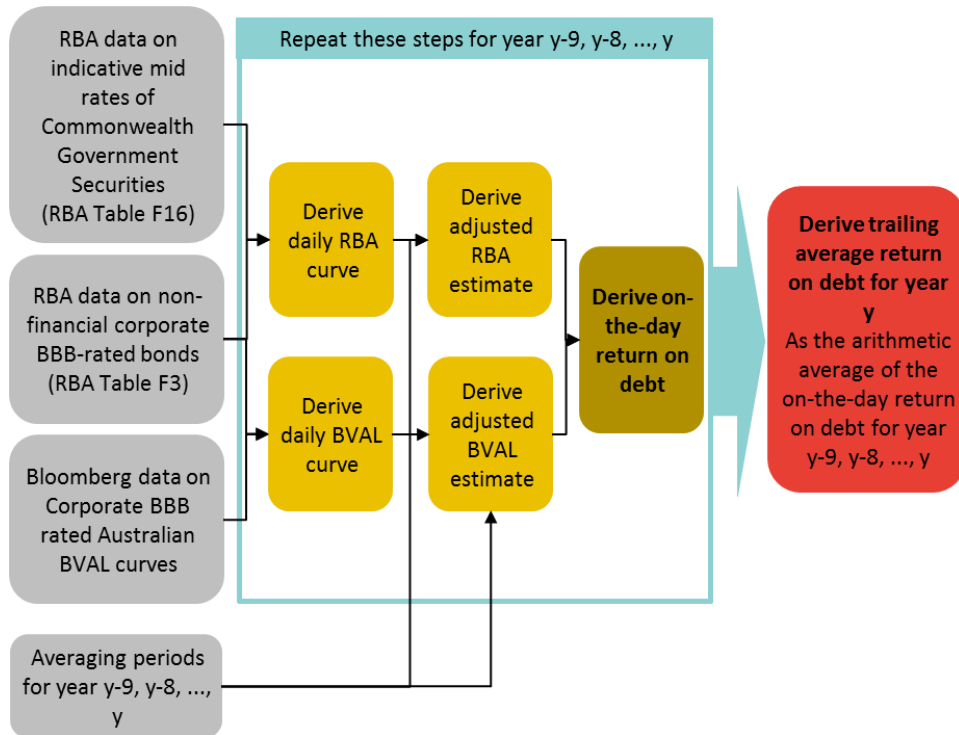 RBA data on
indicative mid
rates of
Commonwealth
Government
Securities
(RBA Table F16)
RBA data on non-
financial corporate
BBB-rated bonds
(RBA Table F3)
Bloomberg data on
Corporate BBB
rated Australian
BVAL curves
Averaging periods
for year y-9, y-8, ...,
y
Repeat these steps for year y-9, y-8, ..., y
Derive
daily RBA
curve
Derive
adjusted
RBA
estimate
Derive
daily BVAL
curve
Derive
adjusted
BVAL
estimate
Derive on-
the-day
return on
debt
Derive trailing
average return
on debt for year
y
As the arithmetic
average of the
on-the-day return
on debt for year
y-9, y-8, ..., y